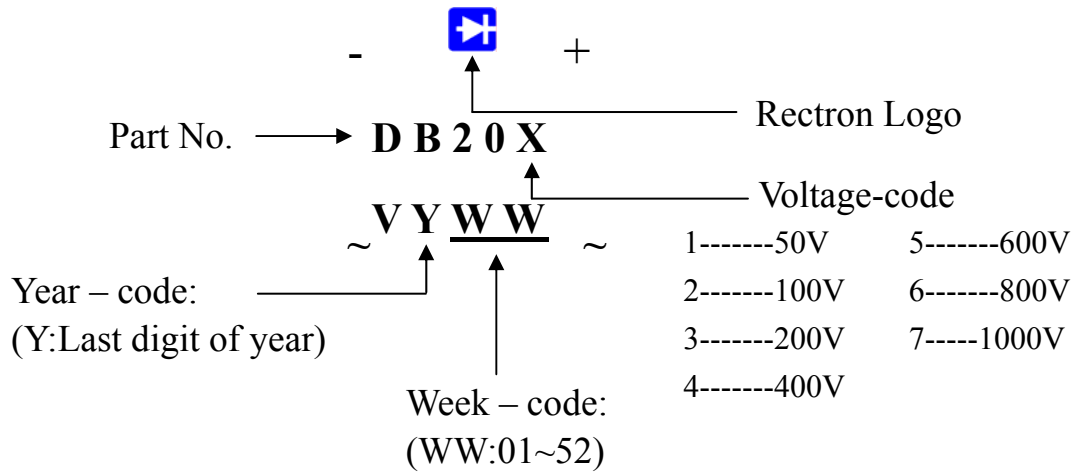 - +
Rectron Logo
Part No.
D B 2 0 X
Voltage-code
V Y W W
~ ~
1-------50V 5-------600V
2-------100V 6-------800V
3-------200V 7-----1000V
4-------400V
Year – code:
(Y:Last digit of year)
Week – code:
(WW:01~52)